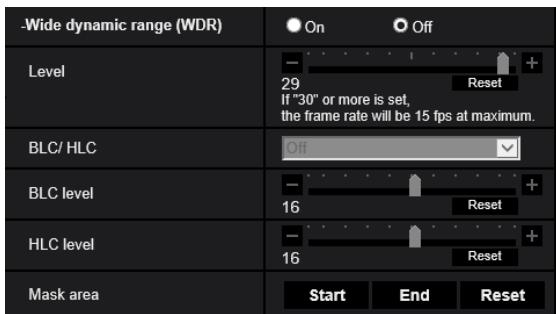 -Wide dynamic range (WDR) On Off
Level
29 Reset
If "30" or more is set,
the frame rate will be 15 fps at maximum.
BLC/ HLC Off
BLC level
16 Reset
HLC level
16 Reset
Mask area Start End Reset